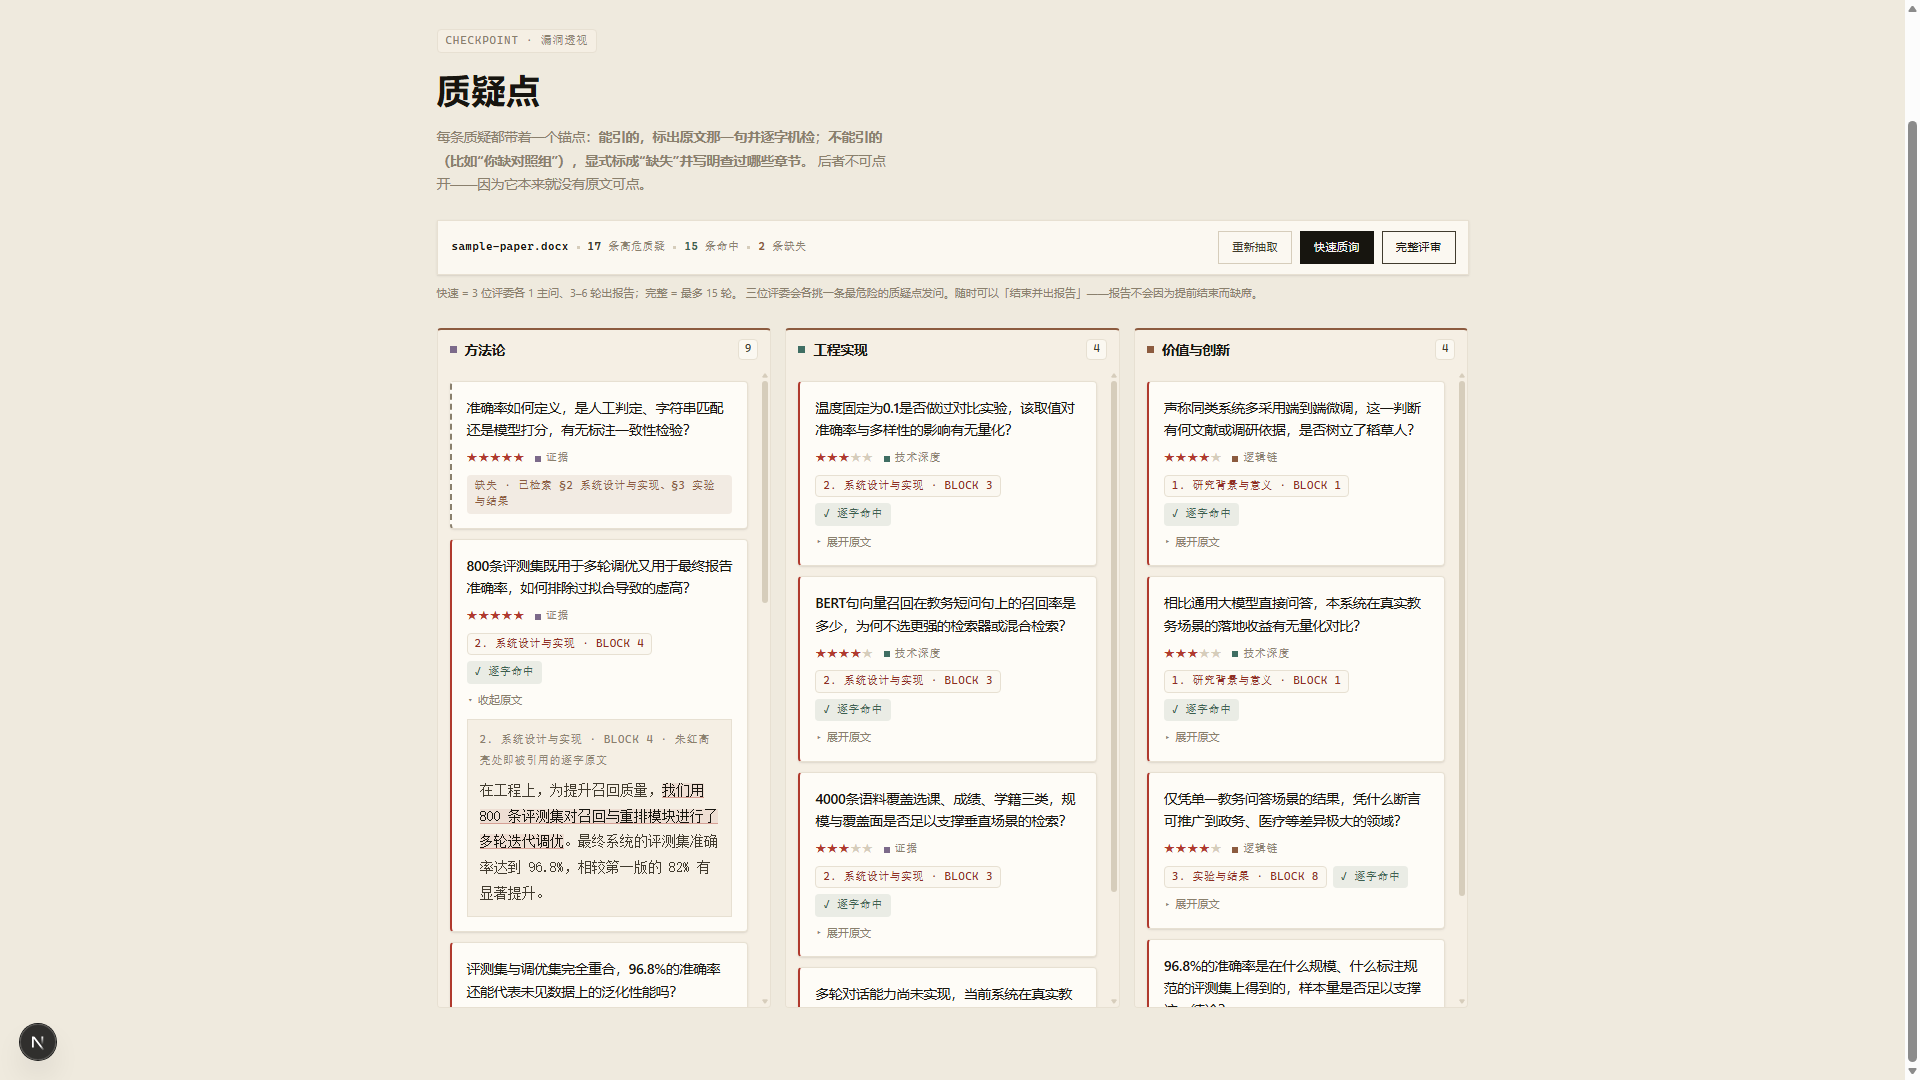 CHECKPOINT · 漏洞透视
质疑点
每条质疑都带着一个锚点：能引的，标出原文那一句并逐字机检；不能引的
（比如“你缺对照组”），显式标成“缺失”并写明查过哪些章节。 后者不可点
开——因为它本来就没有原文可点。
sample-paper.docx · 17 条高危质疑 · 15 条命中 · 2 条缺失
重新抽取
快速质询
完整评审
快速 = 3 位评委各 1 主问、3–6 轮出报告；完整 = 最多 15 轮。 三位评委会各挑一条最危险的质疑点发问。随时可以「结束并出报告」——报告不会因为提前结束而缺席。
方法论
9
准确率如何定义，是人工判定、字符串匹配
还是模型打分，有无标注一致性检验？
★★★★★ 证据
缺失 · 已检索 §2 系统设计与实现、§3 实验
与结果
800条评测集既用于多轮调优又用于最终报告
准确率，如何排除过拟合导致的虚高？
★★★★★ 证据
2. 系统设计与实现 · BLOCK 4
✓ 逐字命中
收起原文
2. 系统设计与实现 · BLOCK 4 · 朱红高
亮处即被引用的逐字原文
在工程上，为提升召回质量，我们用
800 条评测集对召回与重排模块进行了
多轮迭代调优。最终系统的评测集准确
率达到 96.8%，相较第一版的 82% 有
显著提升。
评测集与调优集完全重合，96.8%的准确率
还能代表未见数据上的泛化性能吗？
工程实现
4
温度固定为0.1是否做过对比实验，该取值对
准确率与多样性的影响有无量化？
★★★★★ 技术深度
2. 系统设计与实现 · BLOCK 3
✓ 逐字命中
展开原文
BERT句向量召回在教务短问句上的召回率是
多少，为何不选更强的检索器或混合检索？
★★★★★ 技术深度
2. 系统设计与实现 · BLOCK 3
✓ 逐字命中
展开原文
4000条语料覆盖选课、成绩、学籍三类，规
模与覆盖面是否足以支撑垂直场景的检索？
★★★★★ 证据
2. 系统设计与实现 · BLOCK 3
✓ 逐字命中
展开原文
多轮对话能力尚未实现，当前系统在真实教
价值与创新
4
声称同类系统多采用端到端微调，这一判断
有何文献或调研依据，是否树立了稻草人？
★★★★★ 逻辑链
1. 研究背景与意义 · BLOCK 1
✓ 逐字命中
展开原文
相比通用大模型直接问答，本系统在真实教
务场景的落地收益有无量化对比？
★★★★★ 技术深度
1. 研究背景与意义 · BLOCK 1
✓ 逐字命中
展开原文
仅凭单一教务问答场景的结果，凭什么断言
可推广到政务、医疗等差异极大的领域？
★★★★★ 逻辑链
3. 实验与结果 · BLOCK 8 ✓ 逐字命中
展开原文
96.8%的准确率是在什么规模、什么标注规
范的评测集上得到的，样本量是否足以支撑
N